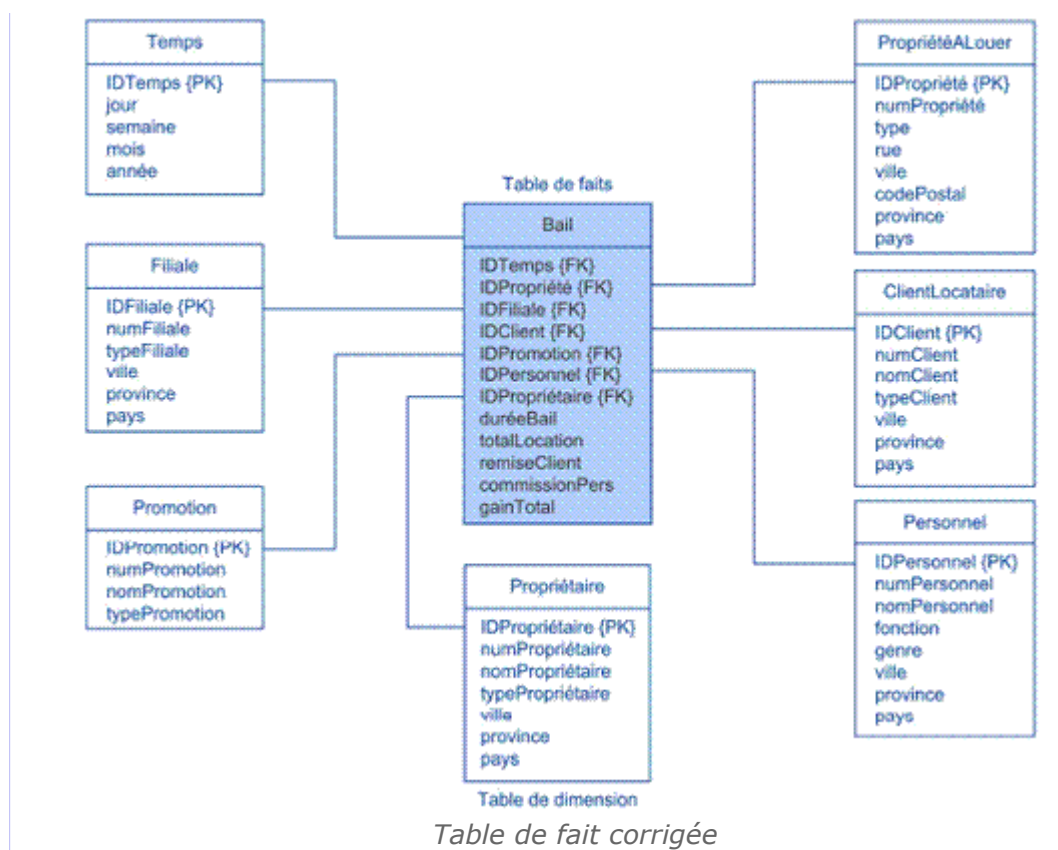 Temps
IDTemps {PK}
jour
semaine
mois
année
Filiale
IDFiliale {PK}
numFiliale
typeFiliale
ville
province
pays
Promotion
IDPromotion {PK}
numPromotion
nomPromotion
typePromotion
Table de faits
Bail
IDTemps {FK}
IDPropriété {FK}
IDFiliale {FK}
IDClient {FK}
IDPromotion {FK}
IDPersonnel {FK}
IDPropriétaire {FK}
duréeBail
totalLocation
remiseClient
commissionPers
gainTotal
Propriétaire
IDPropriétaire {PK}
numPropriétaire
nomPropriétaire
typePropriétaire
ville
province
pays
Table de dimension
PropriétéALouer
IDPropriété {PK}
numPropriété
type
rue
ville
codePostal
province
pays
ClientLocataire
IDClient {PK}
numClient
nomClient
typeClient
ville
province
pays
Personnel
IDPersonnel {PK}
numPersonnel
nomPersonnel
fonction
genre
ville
province
pays
Table de fait corrigée